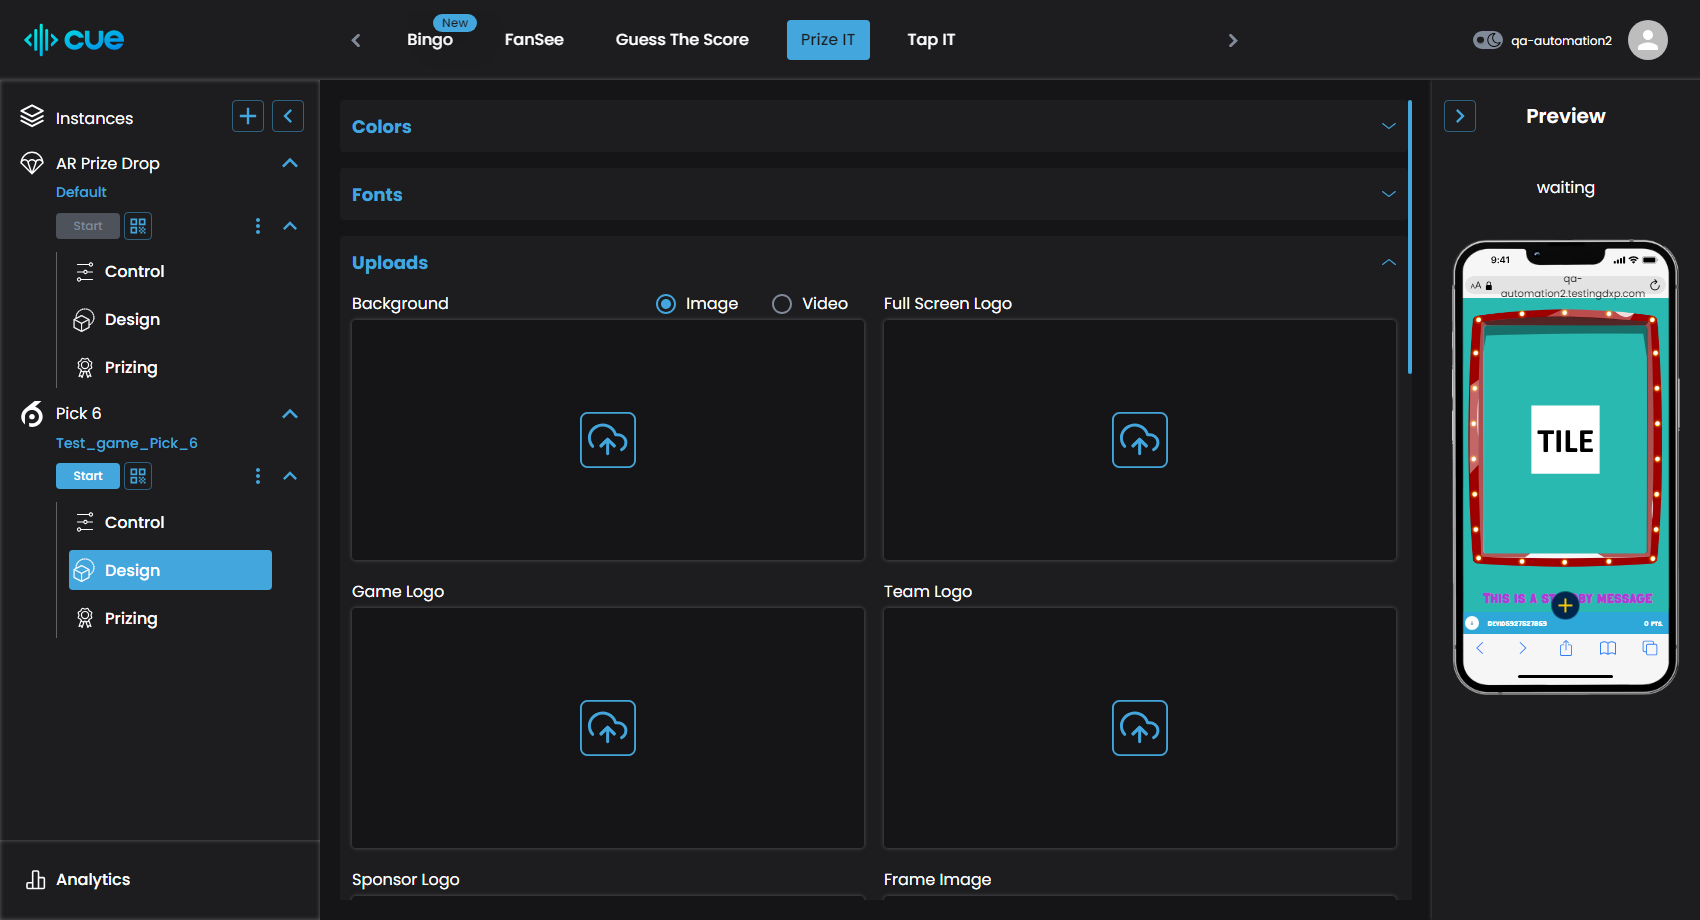 cue
New
Bingo
FanSee
Guess The Score
Prize IT
Tap IT
qa-automation2
Instances
AR Prize Drop
Default
Start
Control
Design
Prizing
Pick 6
Test_game_Pick_6
Start
Control
Design
Prizing
Analytics
Colors
Fonts
Uploads
Background
Image
Video
Full Screen Logo
Game Logo
Team Logo
Sponsor Logo
Frame Image
Preview
waiting
9:41
AA
qa-
automation2.testingdxp.com
TILE
THIS IS A ST BY MESSAGE
0 PTS.